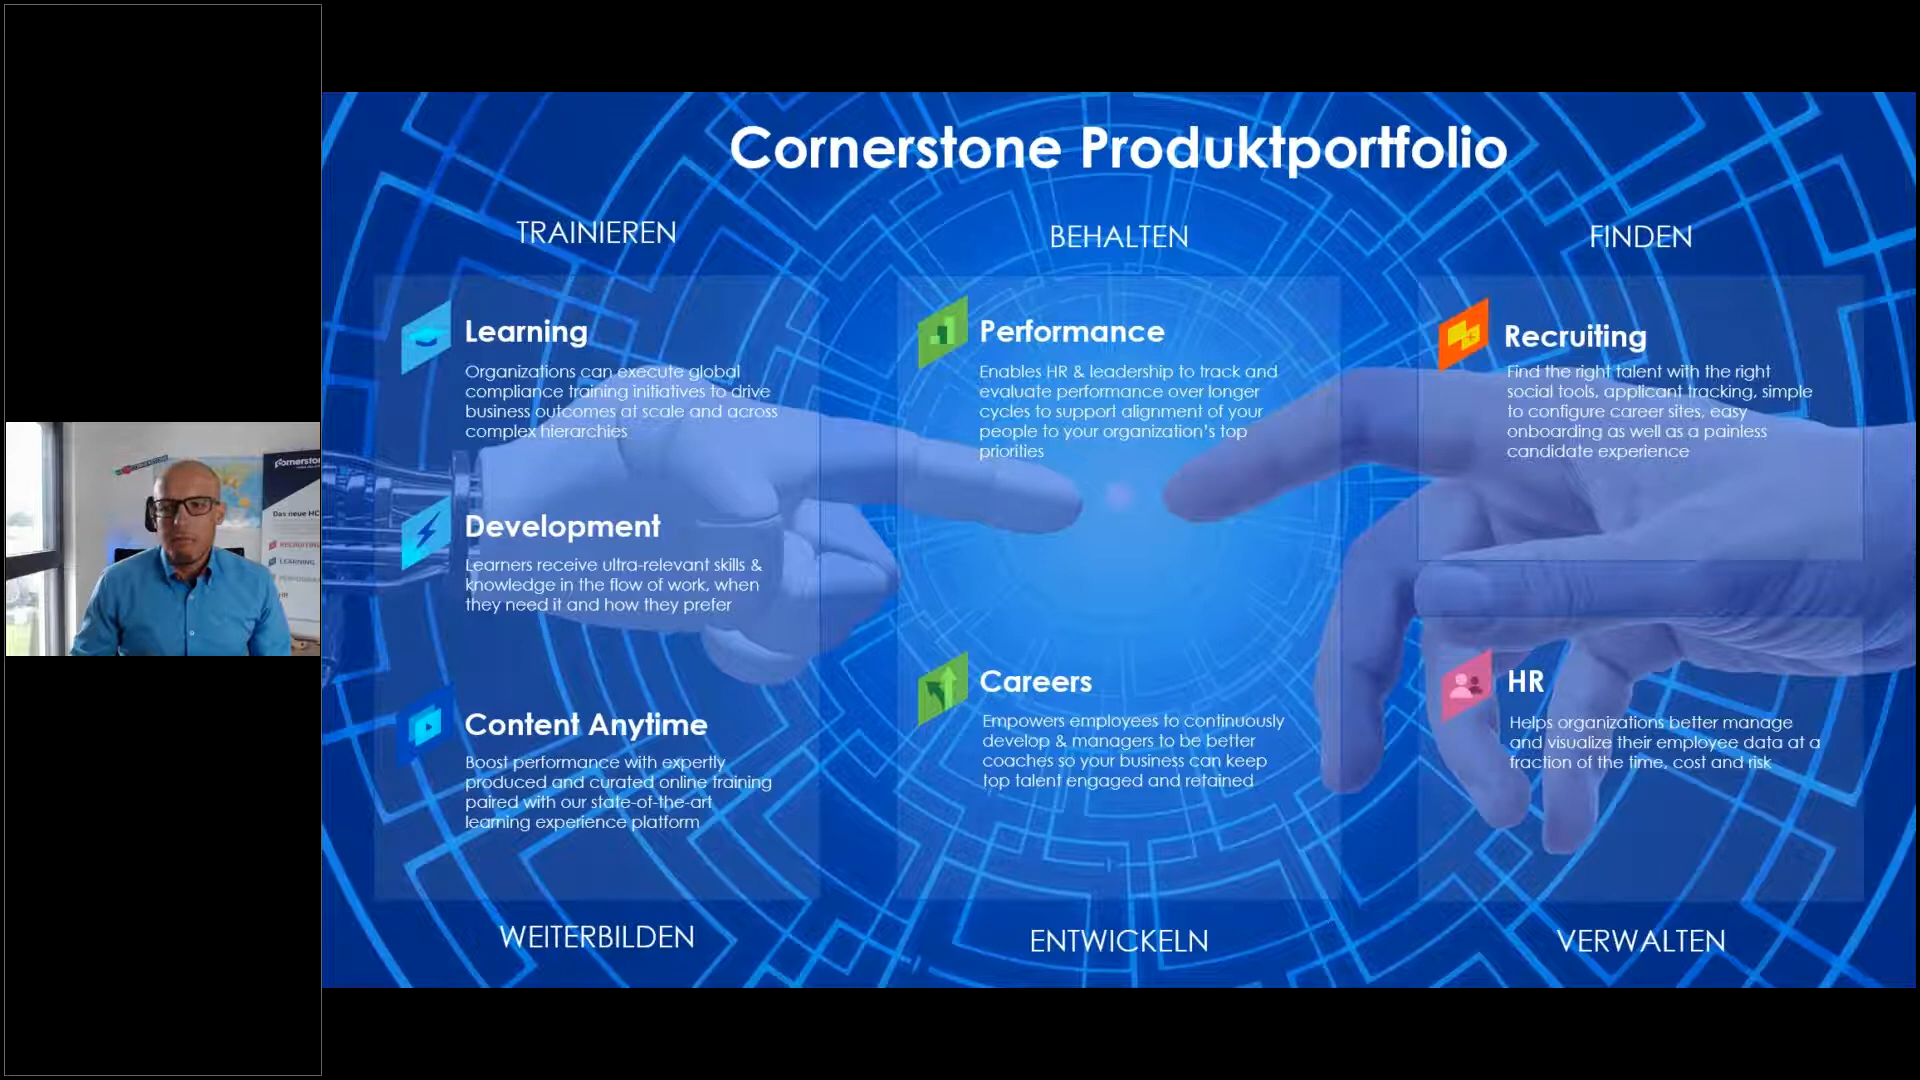 Cornerstone Produktportfolio
TRAINIEREN
BEHALTEN
FINDEN
Learning
Organizations can execute global
compliance training initiatives to drive
business outcomes at scale and across
complex hierarchies
Development
Learners receive ultra-relevant skills &
knowledge in the flow of work, when
they need it and how they prefer
Content Anytime
Boost performance with expertly
produced and curated online training
paired with our state-of-the-art
learning experience platform
Performance
Enables HR & leadership to track and
evaluate performance over longer
cycles to support alignment of your
people to your organization's top
priorities
Careers
Empowers employees to continuously
develop & managers to be better
coaches so your business can keep
top talent engaged and retained
Recruiting
Find the right talent with the right
social tools, applicant tracking, simple
to configure career sites, easy
onboarding as well as a painless
candidate experience
HR
Helps organizations better manage
and visualize their employee data at a
fraction of the time, cost and risk
WEITERBILDEN
ENTWICKELN
VERWALTEN
Das neue HC
RECRUITING
LEARNING
HR